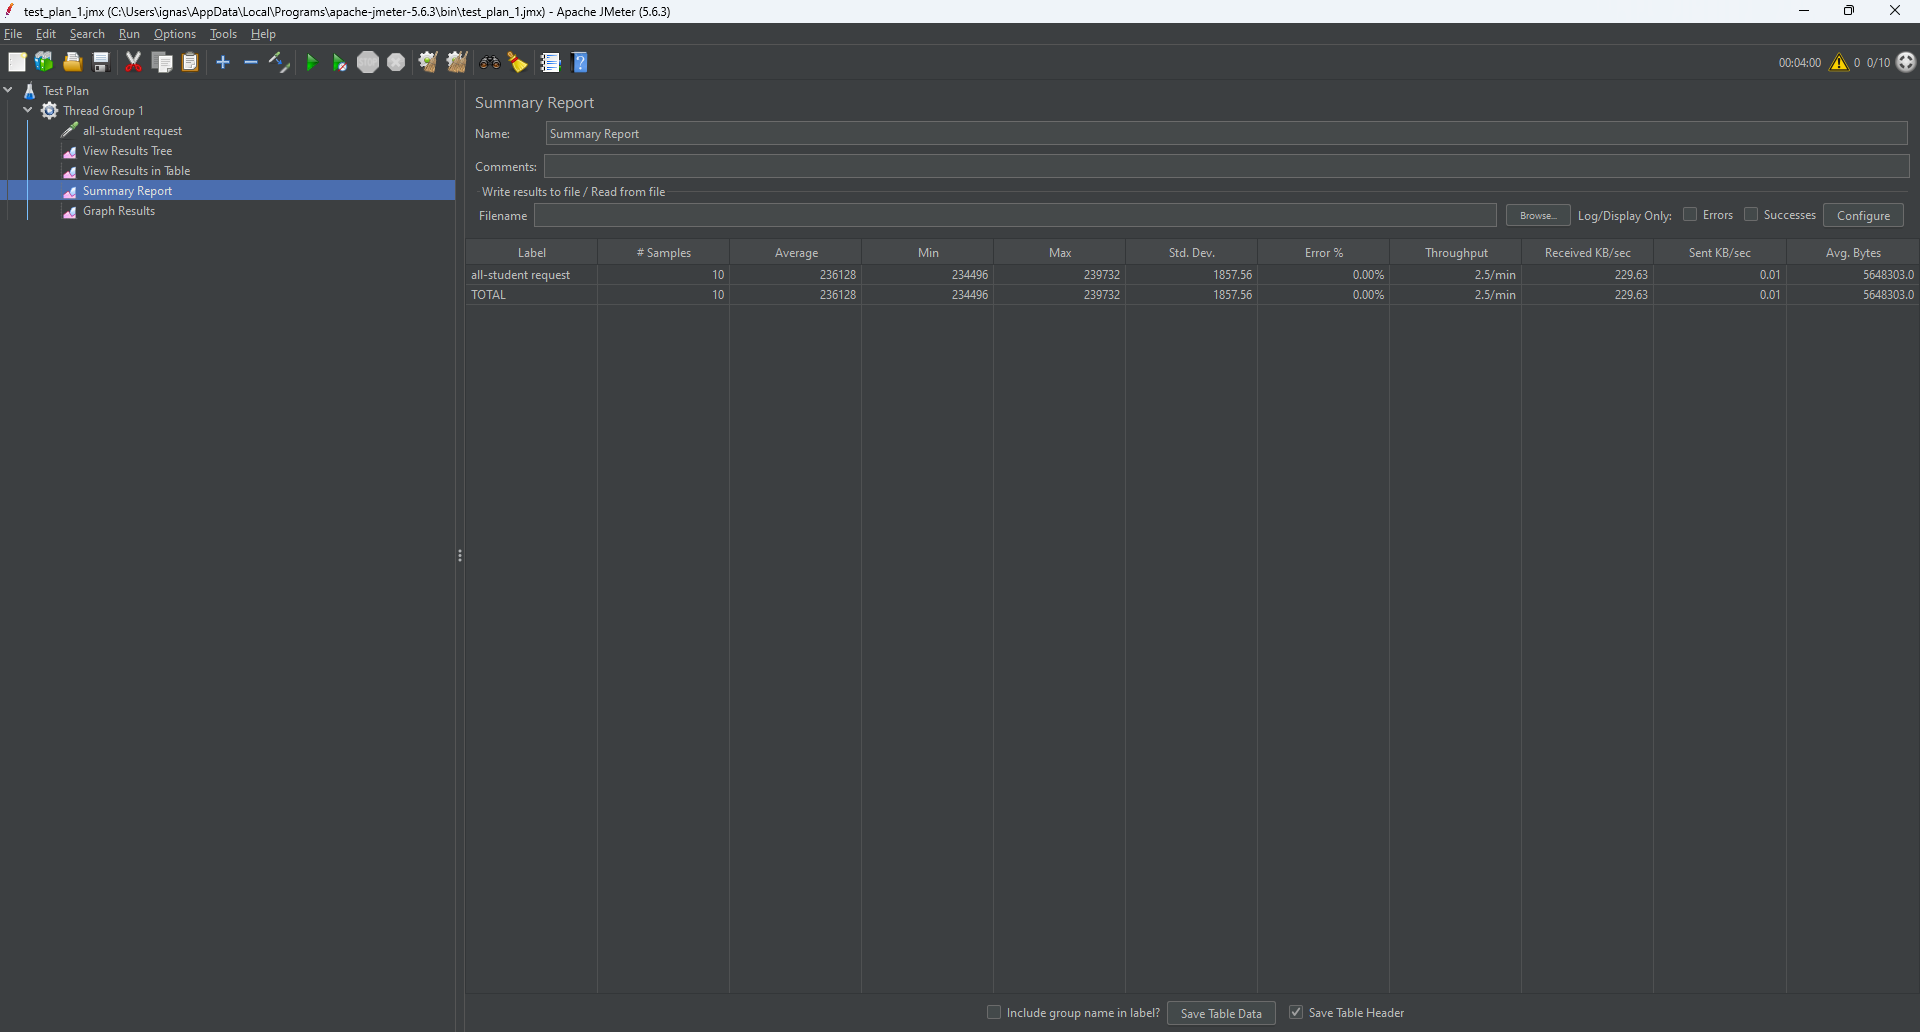 test_plan_1.jmx (C:\Users\ignas\AppData\Local\Programs\apache-jmeter-5.6.3\bin\test_plan_1.jmx) - Apache JMeter (5.6.3)
File Edit Search Run Options Tools Help
STOP 00:04:00 0 0/10
Test Plan
Thread Group 1
all-student request
View Results Tree
View Results in Table
Summary Report
Graph Results
Summary Report
Name: Summary Report
Comments:
Write results to file / Read from file
Filename Browse... Log/Display Only: Errors Successes Configure
Label # Samples Average Min Max Std. Dev. Error % Throughput Received KB/sec Sent KB/sec Avg. Bytes
all-student request 10 236128 234496 239732 1857.56 0.00% 2.5/min 229.63 0.01 5648303.0
TOTAL 10 236128 234496 239732 1857.56 0.00% 2.5/min 229.63 0.01 5648303.0
Include group name in label? Save Table Data Save Table Header